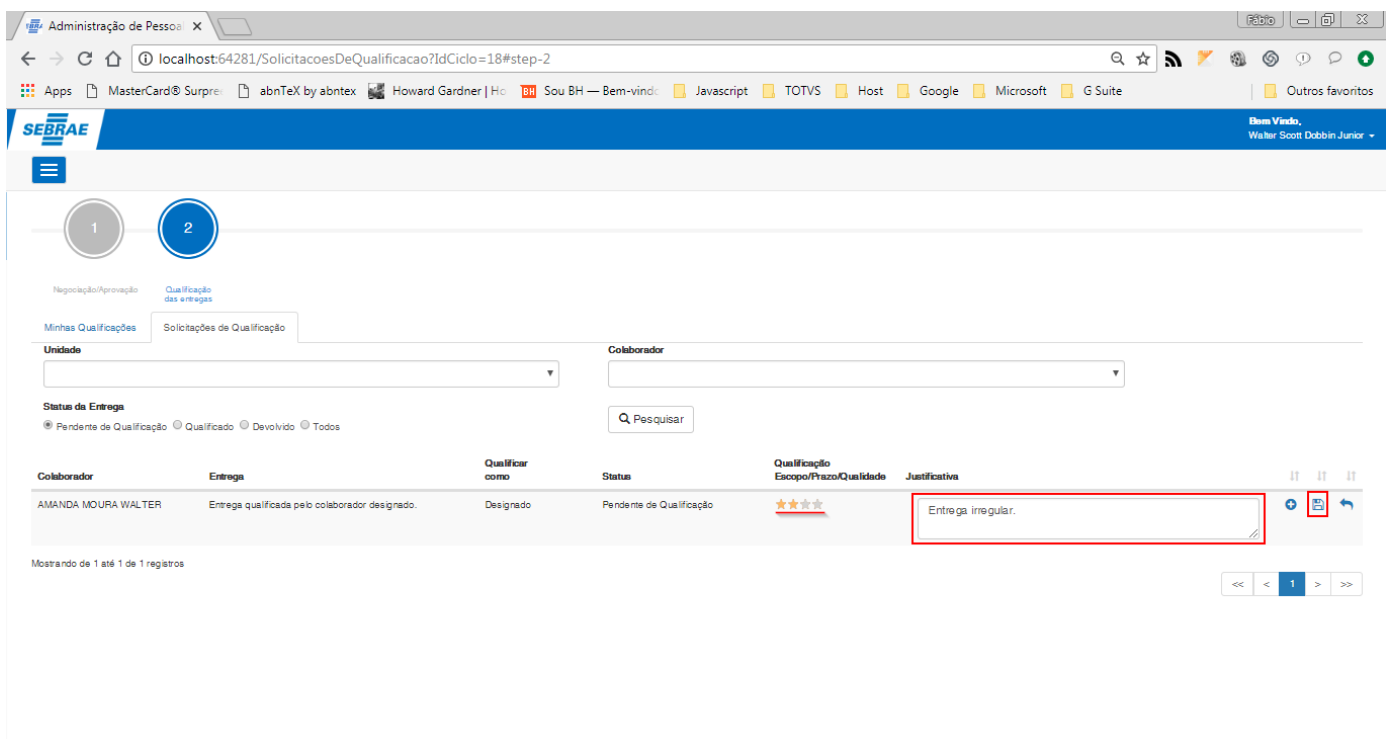 Administração de Pessoa
Fábio
localhost:64281/SolicitacoesDeQualificacao?IdCiclo=18#step-2
Apps MasterCard® Surpre abnTeX by abntex Howard Gardner | Ho BH Sou BH — Bem-vindo Javascript TOTVS Host Google Microsoft G Suite Outros favoritos
SEBRAE
Bem Vindo,
Walter Scott Dobbin Junior
1 2
Negociação/Aprovação Qualificação
das entregas
Minhas Qualificações Solicitações de Qualificação
Unidade Colaborador
Status da Entrega
Pendente de Qualificação Qualificado Devolvido Todos
Pesquisar
Colaborador Entrega Qualificar
como Status Qualificação
Escopo/Prazo/Qualidade Justificativa
AMANDA MOURA WALTER Entrega qualificada pelo colaborador designado. Designado Pendente de Qualificação Entrega irregular.
Mostrando de 1 até 1 de 1 registros
<< < 1 > >>